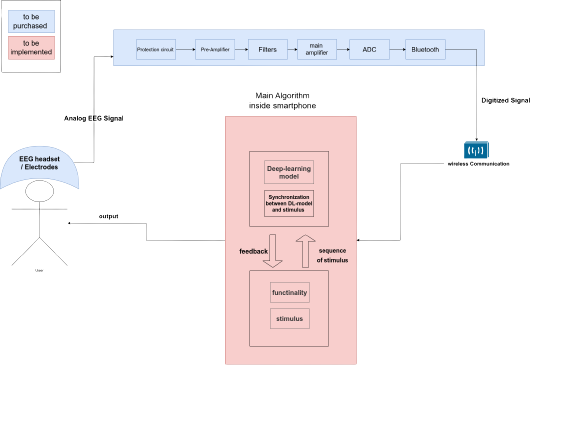 to be
purchased
to be
implemented
Protection circuit
Pre-Amplifier
Filters
main
amplifier
ADC
Bluetooth
Analog EEG Signal
Digitized Signal
Main Algorithm
inside smartphone
EEG headset
/ Electrodes
wireless Communication
Deep-learning
model
Synchronization
between DL-model
and stimulus
output
feedback
sequence
of stimulus
functinality
stimulus